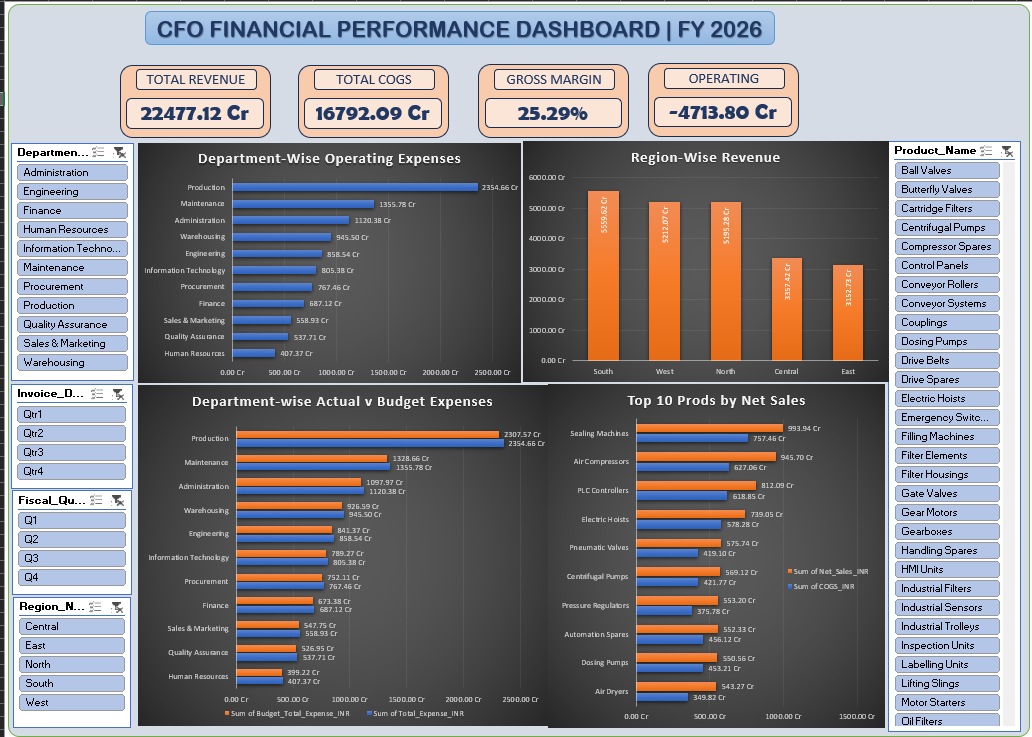 CFO FINANCIAL PERFORMANCE DASHBOARD | FY 2026
TOTAL REVENUE
22477.12 Cr
TOTAL COGS
16792.09 Cr
GROSS MARGIN
25.29%
OPERATING
-4713.80 Cr
Departmen...
Administration
Engineering
Finance
Human Resources
Information Techno...
Maintenance
Procurement
Production
Quality Assurance
Sales & Marketing
Warehousing
Invoice_D...
Qtr1
Qtr2
Qtr3
Qtr4
Fiscal_Qu...
Q1
Q2
Q3
Q4
Region_N...
Central
East
North
South
West
Department-Wise Operating Expenses
Production 2354.66 Cr
Maintenance 1355.78 Cr
Administration 1120.38 Cr
Warehousing 945.50 Cr
Engineering 858.54 Cr
Information Technology 805.38 Cr
Procurement 767.46 Cr
Finance 687.12 Cr
Sales & Marketing 558.93 Cr
Quality Assurance 537.71 Cr
Human Resources 407.37 Cr
0.00 Cr 500.00 Cr 1000.00 Cr 1500.00 Cr 2000.00 Cr 2500.00 Cr
Region-Wise Revenue
6000.00 Cr
5000.00 Cr
4000.00 Cr
3000.00 Cr
2000.00 Cr
1000.00 Cr
0.00 Cr
5559.62 Cr
5212.07 Cr
5195.28 Cr
3357.42 Cr
3152.73 Cr
South West North Central East
Department-wise Actual v Budget Expenses
Production 2307.57 Cr
2354.66 Cr
Maintenance 1328.66 Cr
1355.78 Cr
Administration 1097.97 Cr
1120.38 Cr
Warehousing 926.59 Cr
945.50 Cr
Engineering 841.37 Cr
858.54 Cr
Information Technology 789.27 Cr
805.38 Cr
Procurement 752.11 Cr
767.46 Cr
Finance 673.38 Cr
687.12 Cr
Sales & Marketing 547.75 Cr
558.93 Cr
Quality Assurance 526.95 Cr
537.71 Cr
Human Resources 399.22 Cr
407.37 Cr
0.00 Cr 500.00 Cr 1000.00 Cr 1500.00 Cr 2000.00 Cr 2500.00 Cr
Sum of Budget_Total_Expense_INR Sum of Total_Expense_INR
Top 10 Prods by Net Sales
Sealing Machines 993.94 Cr
757.46 Cr
Air Compressors 945.70 Cr
627.06 Cr
PLC Controllers 812.09 Cr
618.85 Cr
Electric Hoists 739.05 Cr
578.28 Cr
Pneumatic Valves 575.74 Cr
419.10 Cr
Centrifugal Pumps 569.12 Cr
421.77 Cr
Pressure Regulators 553.20 Cr
375.78 Cr
Automation Spares 552.33 Cr
456.12 Cr
Dosing Pumps 550.56 Cr
453.21 Cr
Air Dryers 543.27 Cr
349.82 Cr
0.00 Cr 500.00 Cr 1000.00 Cr 1500.00 Cr
Sum of Net_Sales_INR
Sum of COGS_INR
Product_Name
Ball Valves
Butterfly Valves
Cartridge Filters
Centrifugal Pumps
Compressor Spares
Control Panels
Conveyor Rollers
Conveyor Systems
Couplings
Dosing Pumps
Drive Belts
Drive Spares
Electric Hoists
Emergency Switc...
Filling Machines
Filter Elements
Filter Housings
Gate Valves
Gear Motors
Gearboxes
Handling Spares
HMI Units
Industrial Filters
Industrial Sensors
Industrial Trolleys
Inspection Units
Labelling Units
Lifting Slings
Motor Starters
Oil Filters